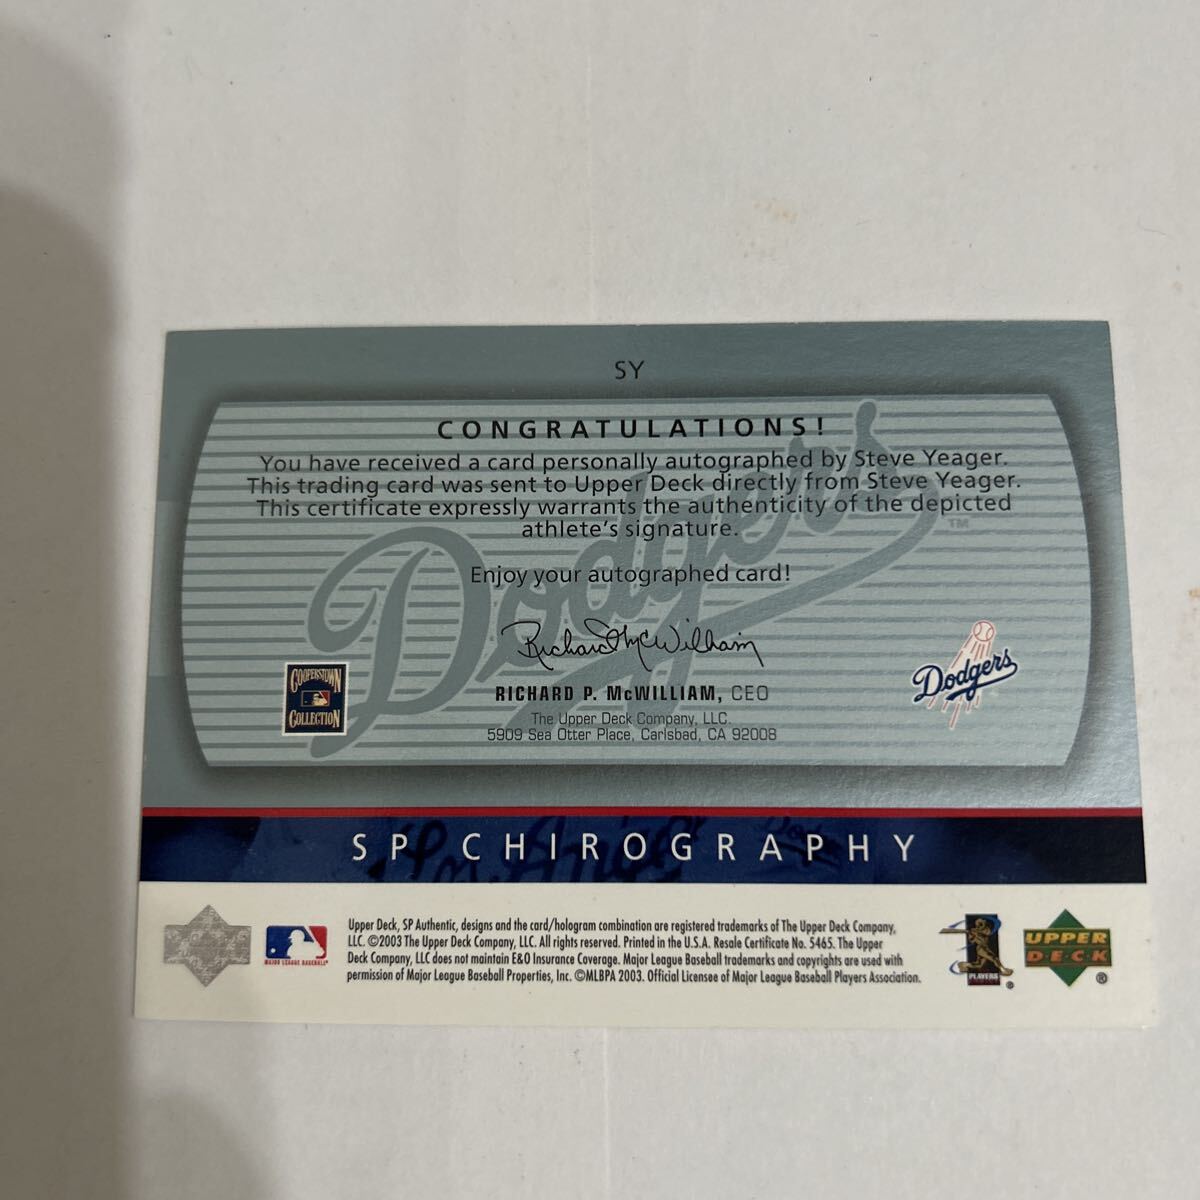 SY
CONGRATULATIONS!
You have received a card personally autographed by Steve Yeager.
This trading card was sent to Upper Deck directly from Steve Yeager.
This certificate expressly warrants the authenticity of the depicted
athlete's signature.
Dodgers
TM
Enjoy your autographed card!
Richard McWilliam
RICHARD P. McWILLIAM, CEO
The Upper Deck Company, LLC.
5909 Sea Otter Place, Carlsbad, CA 92008
COOPERSTOWN
COLLECTION
Dodgers
SP CHIROGRAPHY
Los Angeles
MAJOR LEAGUE BASEBALL
Upper Deck, SP Authentic, designs and the card/hologram combination are registered trademarks of The Upper Deck Company,
LLC. ©2003 The Upper Deck Company, LLC. All rights reserved. Printed in the U.S.A. Resale Certificate No. 5465. The Upper
Deck Company, LLC does not maintain E&O Insurance Coverage. Major League Baseball trademarks and copyrights are used with
permission of Major League Baseball Properties, Inc. ©MLBPA 2003. Official Licensee of Major League Baseball Players Association.
PLAYERS
®
UPPER
DECK
®